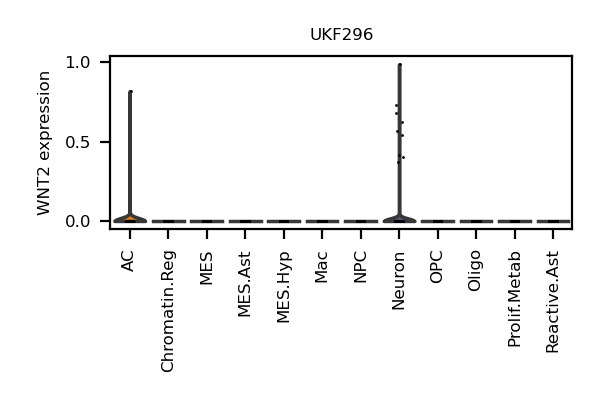 UKF296
WNT2 expression
1.0
0.5
0.0
AC
Chromatin.Reg
MES
MES.Ast
MES.Hyp
Mac
NPC
Neuron
OPC
Oligo
Prolif.Metab
Reactive.Ast